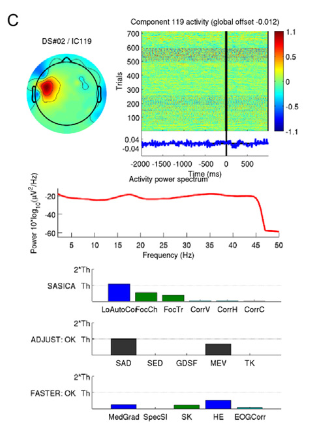 C
DS#02 / IC119
Component 119 activity (global offset -0.012)
Trials
700
600
500
400
300
200
100
1.1
0.5
0
-0.5
-1.1
0.04
-0.04
-2000 -1500 -1000 -500 0 500
Time (ms)
Activity power spectrum
Power 10*log10(μV²/Hz)
-20
-40
-60
5 10 15 20 25 30 35 40 45 50
Frequency (Hz)
2*Th
SASICA Th
LoAutoCor FocCh FocTr CorrV CorrH CorrC
2*Th
ADJUST: OK Th
SAD SED GDSF MEV TK
2*Th
FASTER: OK Th
MedGrad SpecSl SK HE EOGCorr